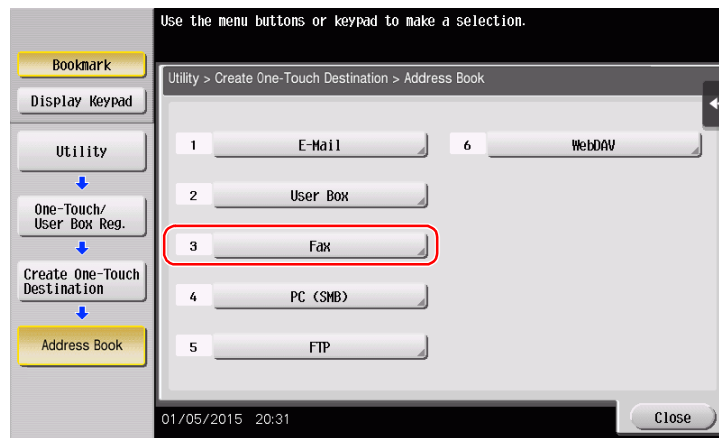 Use the menu buttons or keypad to make a selection.
Bookmark
Display Keypad
Utility
One-Touch/
User Box Reg.
Create One-Touch
Destination
Address Book
Utility > Create One-Touch Destination > Address Book
1 E-Mail
2 User Box
3 Fax
4 PC (SMB)
5 FTP
6 WebDAV
01/05/2015 20:31
Close